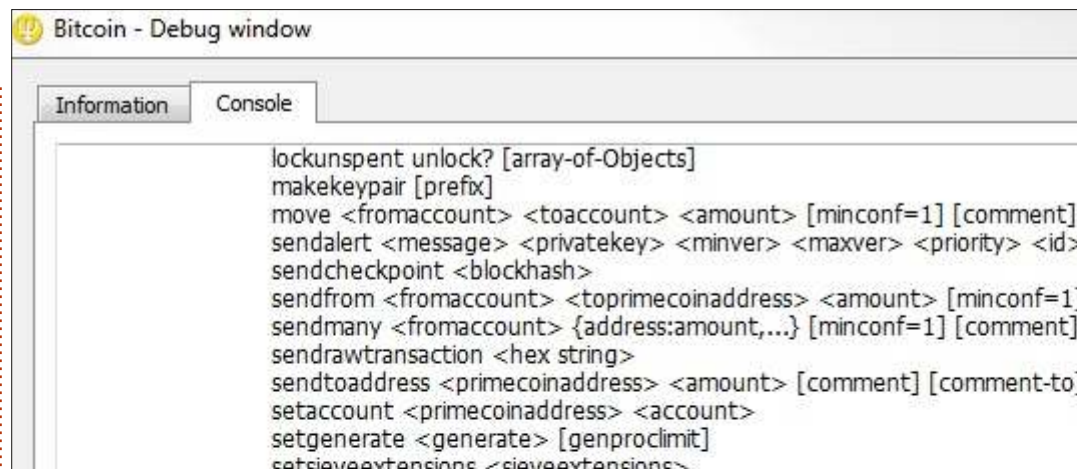 Bitcoin - Debug window
Information Console
lockunspent unlock? [array-of-Objects]
makekeypair [prefix]
move <fromaccount> <toaccount> <amount> [minconf=1] [comment]
sendalert <message> <privatekey> <minver> <maxver> <priority> <id>
sendcheckpoint <blockhash>
sendfrom <fromaccount> <toprimecoinaddress> <amount> [minconf=1]
sendmany <fromaccount> {address:amount,...} [minconf=1] [comment]
sendrawtransaction <hex string>
sendtoaddress <primecoinaddress> <amount> [comment] [comment-to]
setaccount <primecoinaddress> <account>
setgenerate <generate> [genproclimit]
setsieveextensions <sieveextensions>